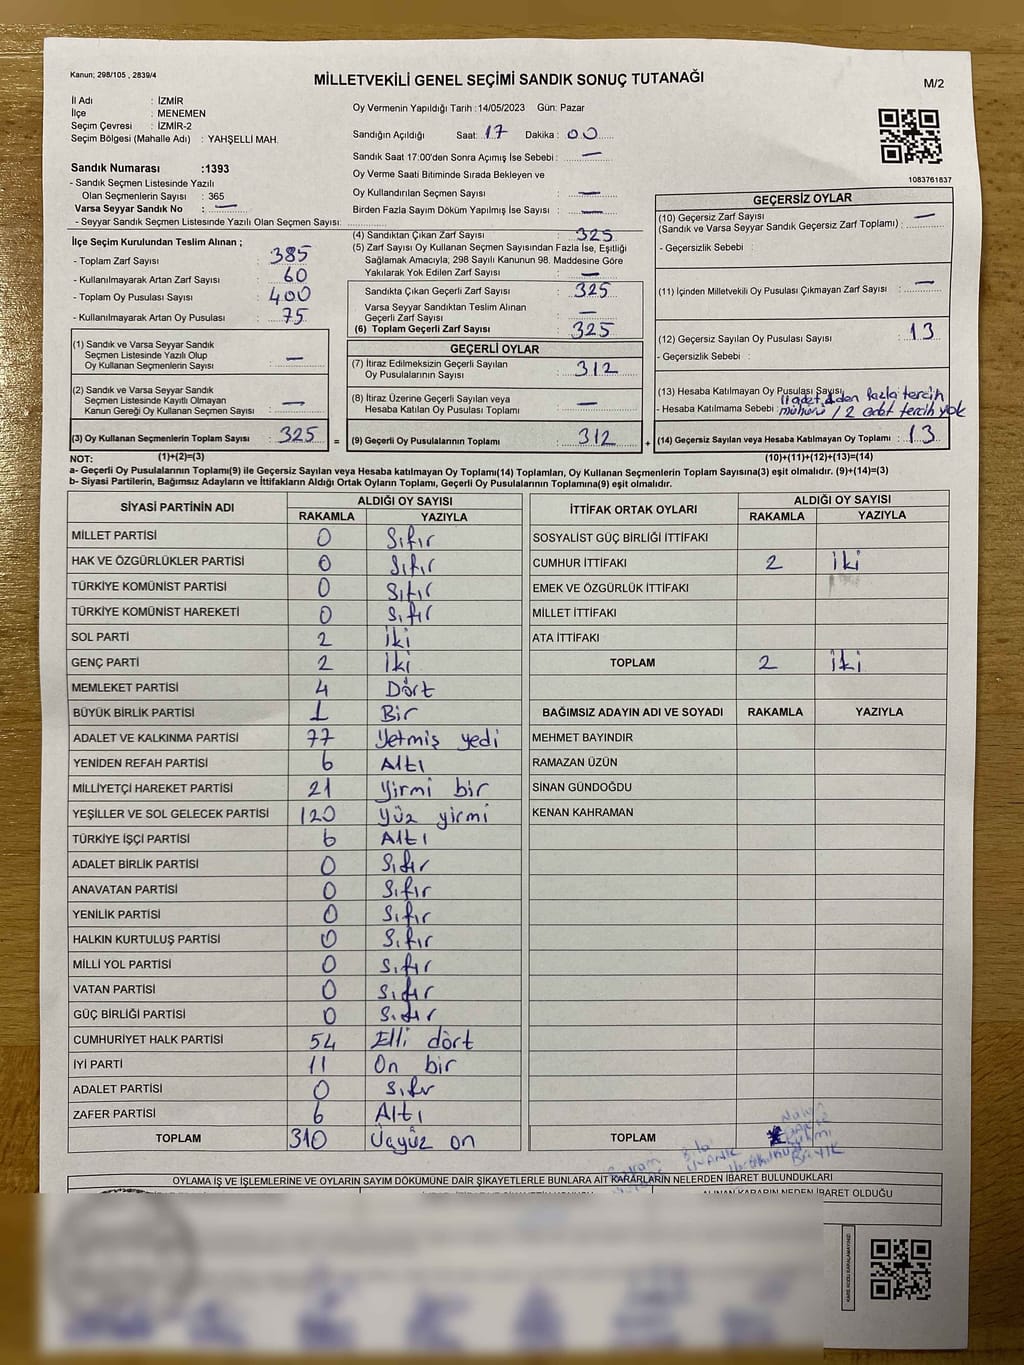 Kanun; 298/105 , 2839/4
MİLLETVEKİLİ GENEL SEÇİMİ SANDIK SONUÇ TUTANAĞI
M/2
İl Adı : İZMİR
İlçe : MENEMEN
Seçim Çevresi : İZMİR-2
Seçim Bölgesi (Mahalle Adı) : YAHŞELLİ MAH.
Oy Vermenin Yapıldığı Tarih :14/05/2023 Gün: Pazar
Sandığın Açıldığı Saat: 17 Dakika : 00
Sandık Saat 17:00'den Sonra Açımış İse Sebebi : —
Oy Verme Saati Bitiminde Sırada Bekleyen ve
Oy Kullandırılan Seçmen Sayısı —
Birden Fazla Sayım Döküm Yapılmış İse Sayısı : —
1083761837
Sandık Numarası :1393
- Sandık Seçmen Listesinde Yazılı
Olan Seçmenlerin Sayısı : 365
Varsa Seyyar Sandık No : —
- Seyyar Sandık Seçmen Listesinde Yazılı Olan Seçmen Sayısı:
İlçe Seçim Kurulundan Teslim Alınan ;
- Toplam Zarf Sayısı : 385
- Kullanılmayarak Artan Zarf Sayısı : 60
- Toplam Oy Pusulası Sayısı : 400
- Kullanılmayarak Artan Oy Pusulası : 75
(1) Sandık ve Varsa Seyyar Sandık
Seçmen Listesinde Yazılı Olup
Oy Kullanan Seçmenlerin Sayısı : —
(2) Sandık ve Varsa Seyyar Sandık
Seçmen Listesinde Kayıtlı Olmayan
Kanun Gereği Oy Kullanan Seçmen Sayısı : —
(3) Oy Kullanan Seçmenlerin Toplam Sayısı : 325 =
(1)+(2)=(3)
(4) Sandıktan Çıkan Zarf Sayısı : 325
(5) Zarf Sayısı Oy Kullanan Seçmen Sayısından Fazla İse, Eşitliği
Sağlamak Amacıyla; 298 Sayılı Kanunun 98. Maddesine Göre
Yakılarak Yok Edilen Zarf Sayısı : —
Sandıkta Çıkan Geçerli Zarf Sayısı : 325
Varsa Seyyar Sandıktan Teslim Alınan
Geçerli Zarf Sayısı : —
(6) Toplam Geçerli Zarf Sayısı : 325
GEÇERLİ OYLAR
(7) İtiraz Edilmeksizin Geçerli Sayılan
Oy Pusulalarının Sayısı : 312
(8) İtiraz Üzerine Geçerli Sayılan veya
Hesaba Katılan Oy Pusulaları Toplamı : —
(9) Geçerli Oy Pusulalarının Toplamı : 312 +
GEÇERSİZ OYLAR
(10) Geçersiz Zarf Sayısı —
(Sandık ve Varsa Seyyar Sandık Geçersiz Zarf Toplamı) :
- Geçersizlik Sebebi :
(11) İçinden Milletvekili Oy Pusulası Çıkmayan Zarf Sayısı : —
(12) Geçersiz Sayılan Oy Pusulası Sayısı : 13
- Geçersizlik Sebebi :
(13) Hesaba Katılmayan Oy Pusulası Sayısı
- Hesaba Katılmama Sebebi : 11 adet 1 den fazla tercih
mühürü / 2 adet tercih yok
(14) Geçersiz Sayılan veya Hesaba Katılmayan Oy Toplamı : 13
(10)+(11)+(12)+(13)=(14)
NOT:
a- Geçerli Oy Pusulalarının Toplamı(9) ile Geçersiz Sayılan veya Hesaba katılmayan Oy Toplamı(14) Toplamları, Oy Kullanan Seçmenlerin Toplam Sayısına(3) eşit olmalıdır. (9)+(14)=(3)
b- Siyasi Partilerin, Bağımsız Adayların ve İttifakların Aldığı Ortak Oyların Toplamı, Geçerli Oy Pusulalarının Toplamına(9) eşit olmalıdır.
SİYASİ PARTİNİN ADI ALDIĞI OY SAYISI
RAKAMLA YAZIYLA
MİLLET PARTİSİ 0 Sıfır
HAK VE ÖZGÜRLÜKLER PARTİSİ 0 Sıfır
TÜRKİYE KOMÜNİST PARTİSİ 0 Sıfır
TÜRKİYE KOMÜNİST HAREKETİ 0 Sıfır
SOL PARTİ 2 İki
GENÇ PARTİ 2 İki
MEMLEKET PARTİSİ 4 Dört
BÜYÜK BİRLİK PARTİSİ 1 Bir
ADALET VE KALKINMA PARTİSİ 77 Yetmiş yedi
YENİDEN REFAH PARTİSİ 6 Altı
MİLLİYETÇİ HAREKET PARTİSİ 21 Yirmi bir
YEŞİLLER VE SOL GELECEK PARTİSİ 120 Yüz yirmi
TÜRKİYE İŞÇİ PARTİSİ 6 Altı
ADALET BİRLİK PARTİSİ 0 Sıfır
ANAVATAN PARTİSİ 0 Sıfır
YENİLİK PARTİSİ 0 Sıfır
HALKIN KURTULUŞ PARTİSİ 0 Sıfır
MİLLİ YOL PARTİSİ 0 Sıfır
VATAN PARTİSİ 0 Sıfır
GÜÇ BİRLİĞİ PARTİSİ 0 Sıfır
CUMHURİYET HALK PARTİSİ 54 Elli dört
İYİ PARTİ 11 On bir
ADALET PARTİSİ 0 Sıfır
ZAFER PARTİSİ 6 Altı
TOPLAM 310 Üçyüz on
İTTİFAK ORTAK OYLARI ALDIĞI OY SAYISI
RAKAMLA YAZIYLA
SOSYALİST GÜÇ BİRLİĞİ İTTİFAKI
CUMHUR İTTİFAKI 2 İki
EMEK VE ÖZGÜRLÜK İTTİFAKI
MİLLET İTTİFAKI
ATA İTTİFAKI
TOPLAM 2 İki
BAĞIMSIZ ADAYIN ADI VE SOYADI RAKAMLA YAZIYLA
MEHMET BAYINDIR
RAMAZAN ÜZÜN
SİNAN GÜNDOĞDU
KENAN KAHRAMAN
TOPLAM
OYLAMA İŞ VE İŞLEMLERİNE VE OYLARIN SAYIM DÖKÜMÜNE DAİR ŞİKAYETLERLE BUNLARA AİT KARARLARIN NELERDEN İBARET BULUNDUKLARI
ALINAN KARARIN NEDEN İBARET OLDUĞU